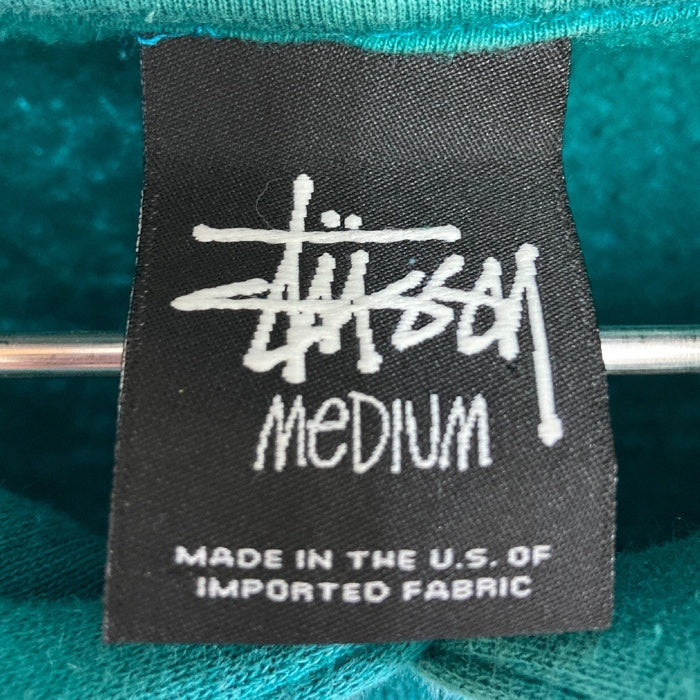 Stüssy
MeDIUM
MADE IN THE U.S. OF
IMPORTED FABRIC